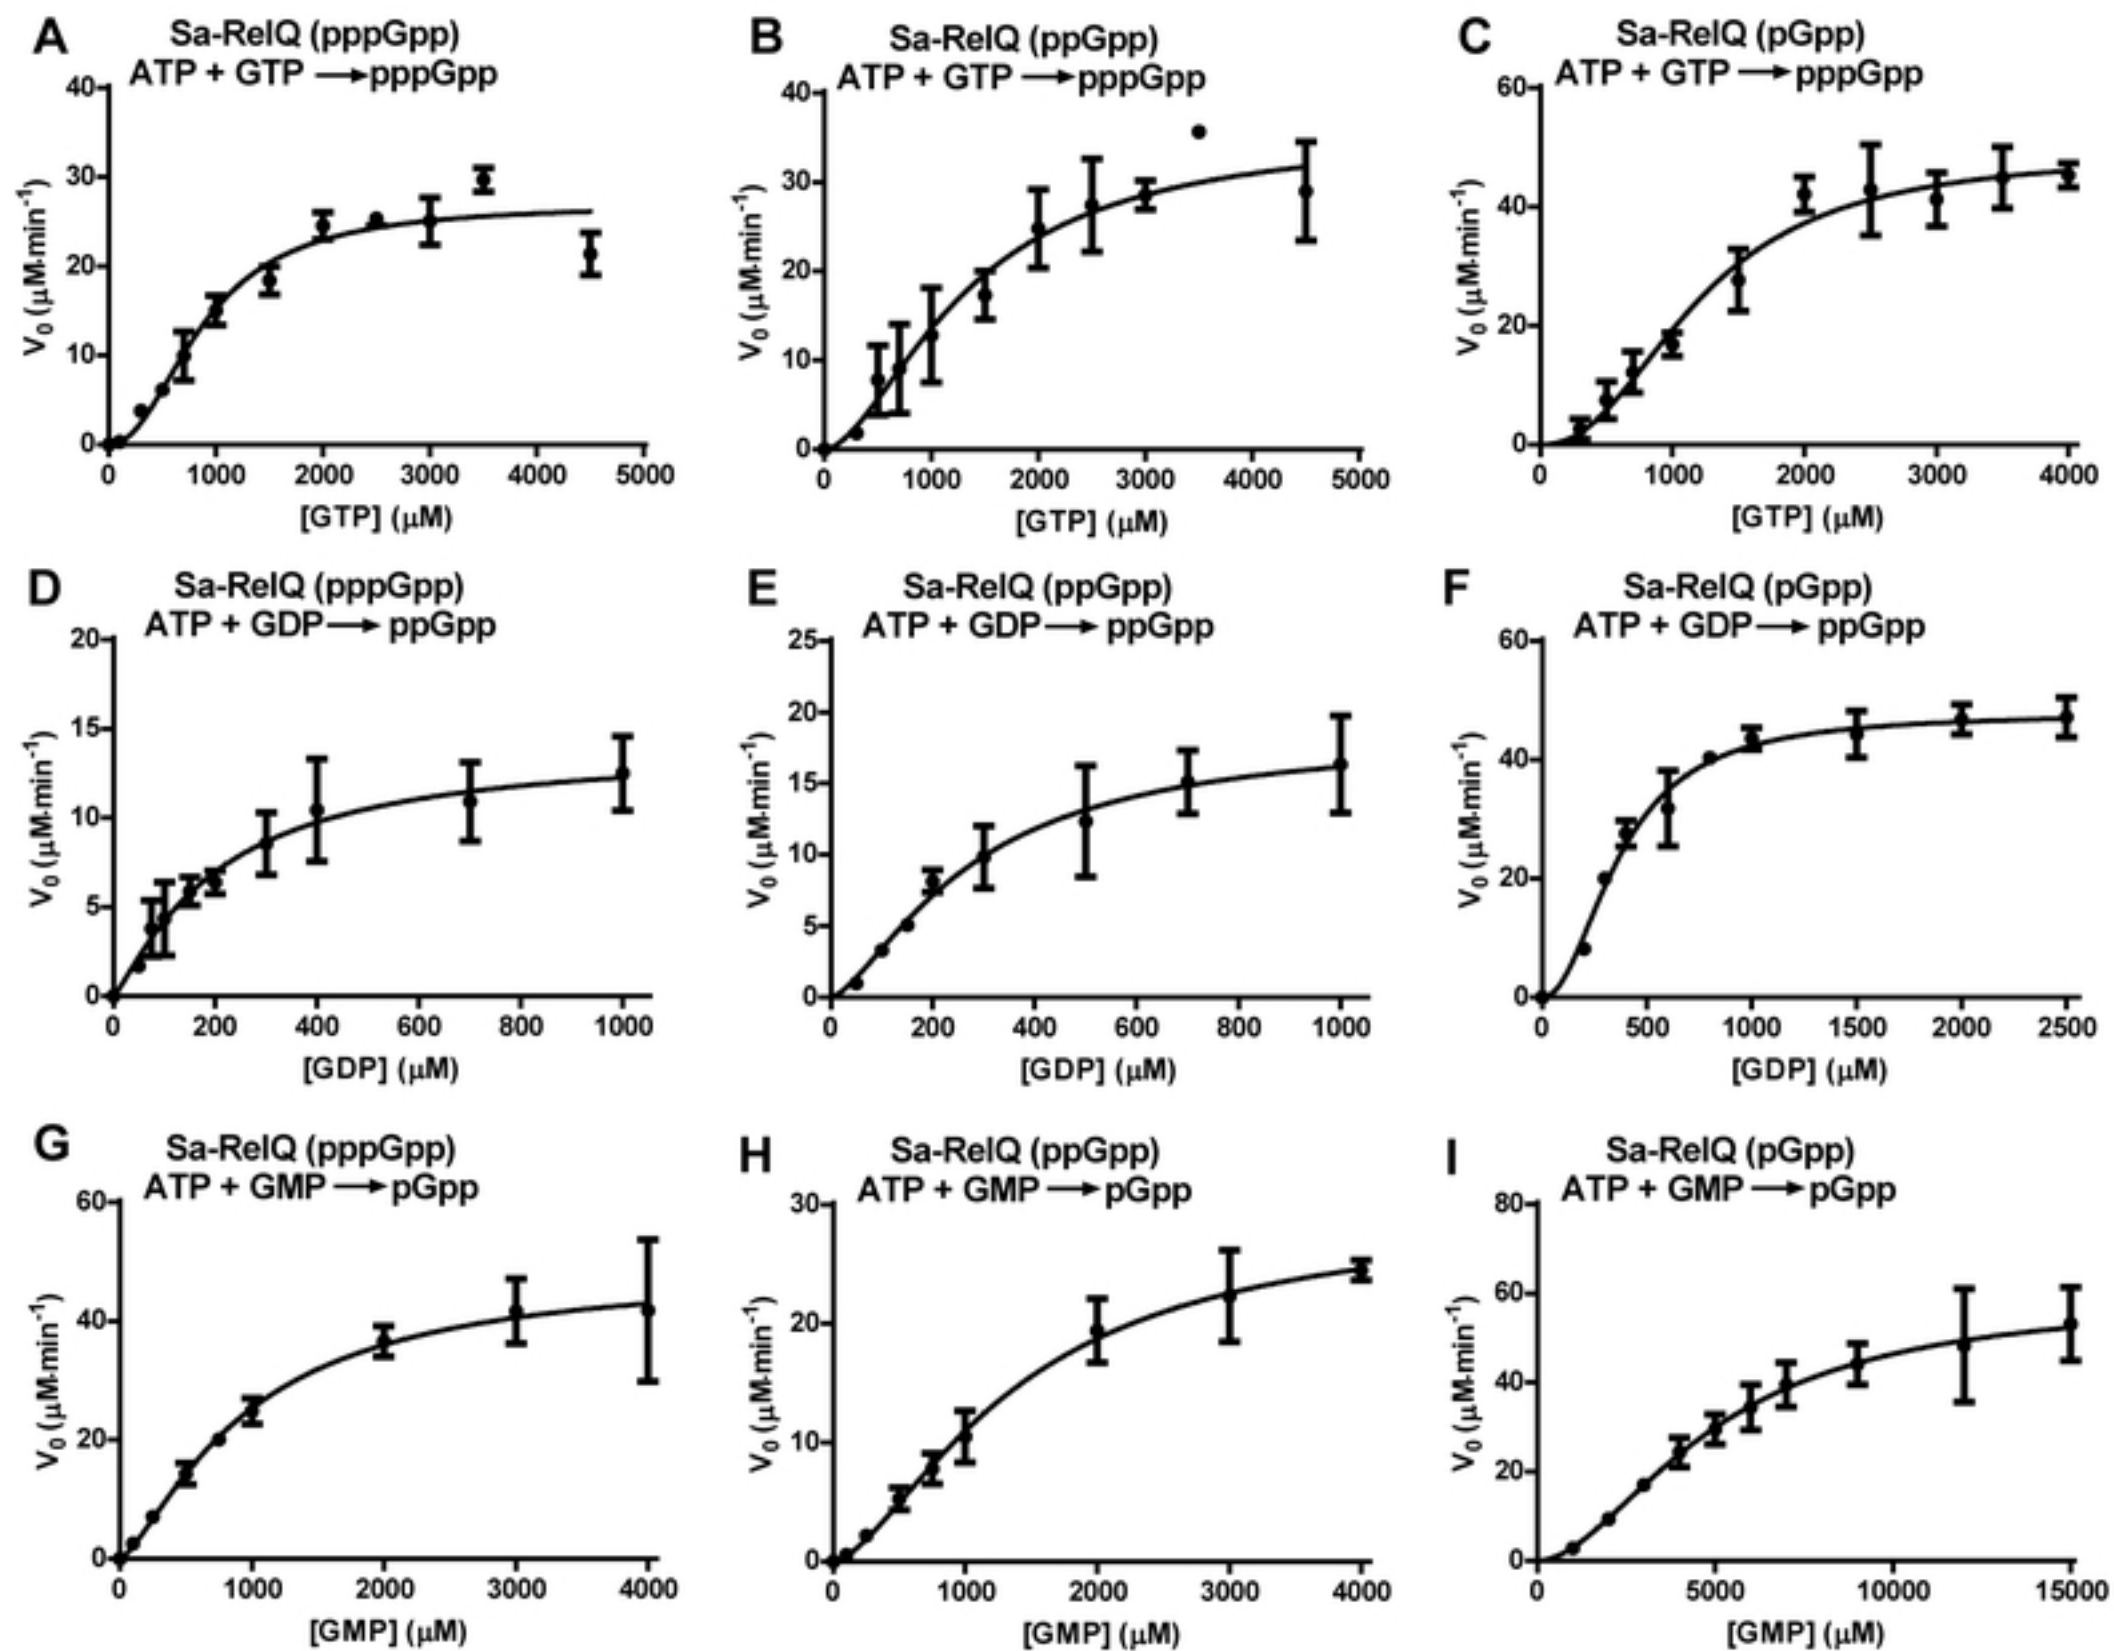 A
Sa-RelQ (pppGpp)
ATP + GTP → pppGpp
40
30
20
10
0
V0 (μM·min-1)
0 1000 2000 3000 4000 5000
[GTP] (μM)
B
Sa-RelQ (ppGpp)
ATP + GTP → pppGpp
40
30
20
10
0
V0 (μM·min-1)
0 1000 2000 3000 4000 5000
[GTP] (μM)
C
Sa-RelQ (pGpp)
ATP + GTP → pppGpp
60
40
20
0
V0 (μM·min-1)
0 1000 2000 3000 4000
[GTP] (μM)
D
Sa-RelQ (pppGpp)
ATP + GDP → ppGpp
20
15
10
5
0
V0 (μM·min-1)
0 200 400 600 800 1000
[GDP] (μM)
E
Sa-RelQ (ppGpp)
ATP + GDP → ppGpp
25
20
15
10
5
0
V0 (μM·min-1)
0 200 400 600 800 1000
[GDP] (μM)
F
Sa-RelQ (pGpp)
ATP + GDP → ppGpp
60
40
20
0
V0 (μM·min-1)
0 500 1000 1500 2000 2500
[GDP] (μM)
G
Sa-RelQ (pppGpp)
ATP + GMP → pGpp
60
40
20
0
V0 (μM·min-1)
0 1000 2000 3000 4000
[GMP] (μM)
H
Sa-RelQ (ppGpp)
ATP + GMP → pGpp
30
20
10
0
V0 (μM·min-1)
0 1000 2000 3000 4000
[GMP] (μM)
I
Sa-RelQ (pGpp)
ATP + GMP → pGpp
80
60
40
20
0
V0 (μM·min-1)
0 5000 10000 15000
[GMP] (μM)